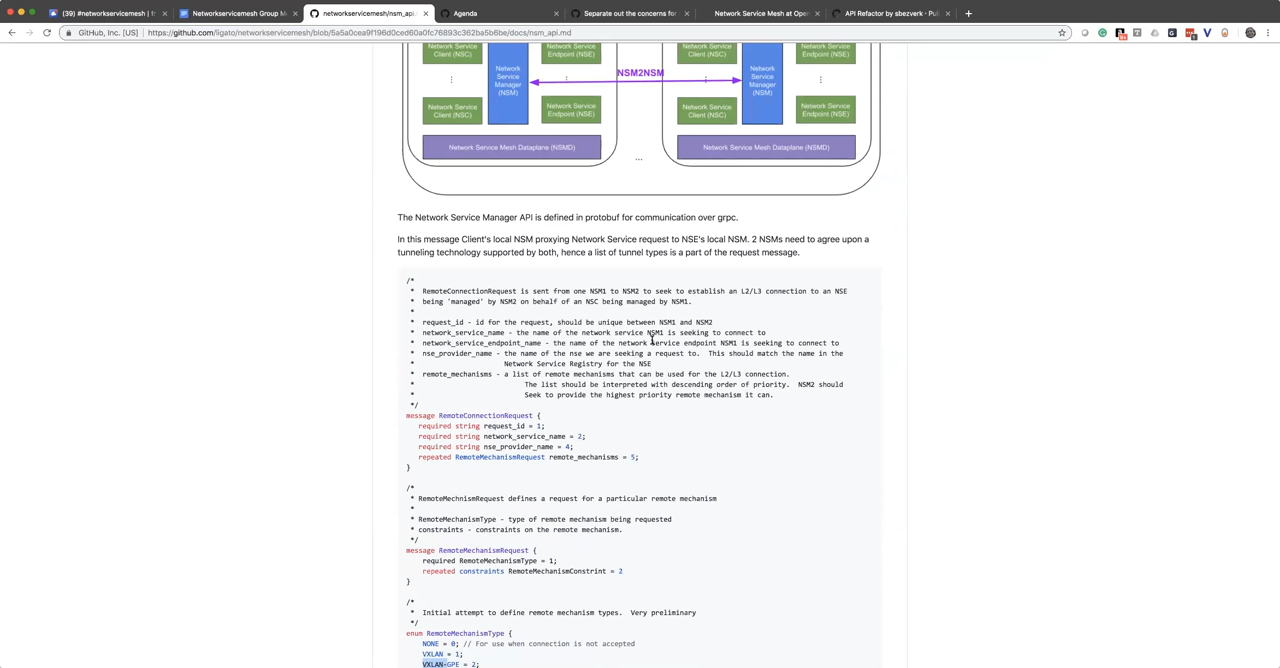 (39) #networkservicemesh | f
Networkservicemesh Group M
networkservicemesh/nsm_api.
Agenda
Separate out the concerns for
Network Service Mesh at Ope
API Refactor by sbezverk · Pul
GitHub, Inc. [US] | https://github.com/ligato/networkservicemesh/blob/5a5a0cea9f196d0ced60a0fc76893c362ba5b6be/docs/nsm_api.md
Network Service Client (NSC)
Network Service Manager (NSM)
Network Service Endpoint (NSE)
NSM2NSM
Network Service Client (NSC)
Network Service Manager (NSM)
Network Service Endpoint (NSE)
Network Service Client (NSC)
Network Service Endpoint (NSE)
Network Service Client (NSC)
Network Service Endpoint (NSE)
Network Service Mesh Dataplane (NSMD)
Network Service Mesh Dataplane (NSMD)
...
The Network Service Manager API is defined in protobuf for communication over grpc.
In this message Client's local NSM proxying Network Service request to NSE's local NSM. 2 NSMs need to agree upon a
tunneling technology supported by both, hence a list of tunnel types is a part of the request message.
/*
* RemoteConnectionRequest is sent from one NSM1 to NSM2 to seek to establish an L2/L3 connection to an NSE
* being 'managed' by NSM2 on behalf of an NSC being managed by NSM1.
*
* request_id - id for the request, should be unique between NSM1 and NSM2
* network_service_name - the name of the network service NSM1 is seeking to connect to
* network_service_endpoint_name - the name of the network service endpoint NSM1 is seeking to connect to
* nse_provider_name - the name of the nse we are seeking a request to. This should match the name in the
* Network Service Registry for the NSE
* remote_mechanisms - a list of remote mechanisms that can be used for the L2/L3 connection.
* The list should be interpreted with descending order of priority. NSM2 should
* Seek to provide the highest priority remote mechanism it can.
*/
message RemoteConnectionRequest {
required string request_id = 1;
required string network_service_name = 2;
required string nse_provider_name = 4;
repeated RemoteMechanismRequest remote_mechanisms = 5;
}
/*
* RemoteMechnismRequest defines a request for a particular remote mechanism
*
* RemoteMechanismType - type of remote mechanism being requested
* constraints - constraints on the remote mechanism.
*/
message RemoteMechanismRequest {
required RemoteMechanismType = 1;
repeated constraints RemoteMechanismConstrint = 2
}
/*
* Initial attempt to define remote mechanism types. Very preliminary
*/
enum RemoteMechanismType {
NONE = 0; // For use when connection is not accepted
VXLAN = 1;
VXLAN-GPE = 2;